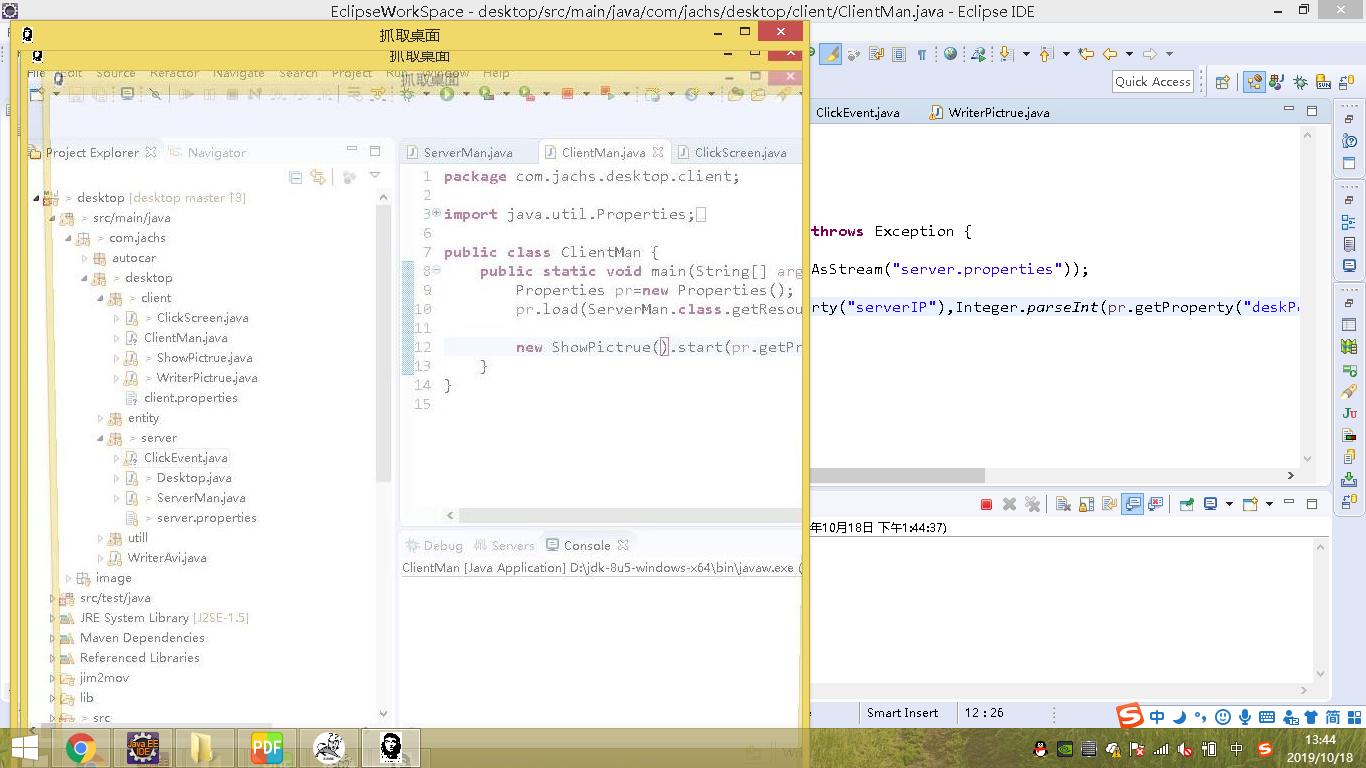 EclipseWorkSpace - desktop/src/main/java/com/jachs/desktop/client/ClientMan.java - Eclipse IDE
抓取桌面
抓取桌面
抓取桌面
File Edit Source Refactor Navigate Search Project Run Window Help
Quick Access
Project Explorer Navigator
ServerMan.java ClientMan.java ClickScreen.java ClickEvent.java WriterPictrue.java
> desktop [desktop master ↑3]
> src/main/java
> com.jachs
autocar
> desktop
> client
> ClickScreen.java
ClientMan.java
> ShowPictrue.java
> WriterPictrue.java
client.properties
entity
> server
ClickEvent.java
> Desktop.java
> ServerMan.java
> server.properties
utill
WriterAvi.java
image
src/test/java
JRE System Library [J2SE-1.5]
Maven Dependencies
Referenced Libraries
jim2mov
lib
> src
1 package com.jachs.desktop.client;
2
3 import java.util.Properties;
6
7 public class ClientMan {
8 public static void main(String[] arg
throws Exception {
9 Properties pr=new Properties();
10 pr.load(ServerMan.class.getResou
AsStream("server.properties"));
11
12 new ShowPictrue().start(pr.getPr
rty("serverIP"),Integer.parseInt(pr.getProperty("deskP
13 }
14 }
15
Debug Servers Console
ClientMan [Java Application] D:\jdk-8u5-windows-x64\bin\javaw.exe (
年10月18日 下午1:44:37)
Smart Insert 12 : 26
中 简
Java EE IDE
PDF
中
13:44
2019/10/18